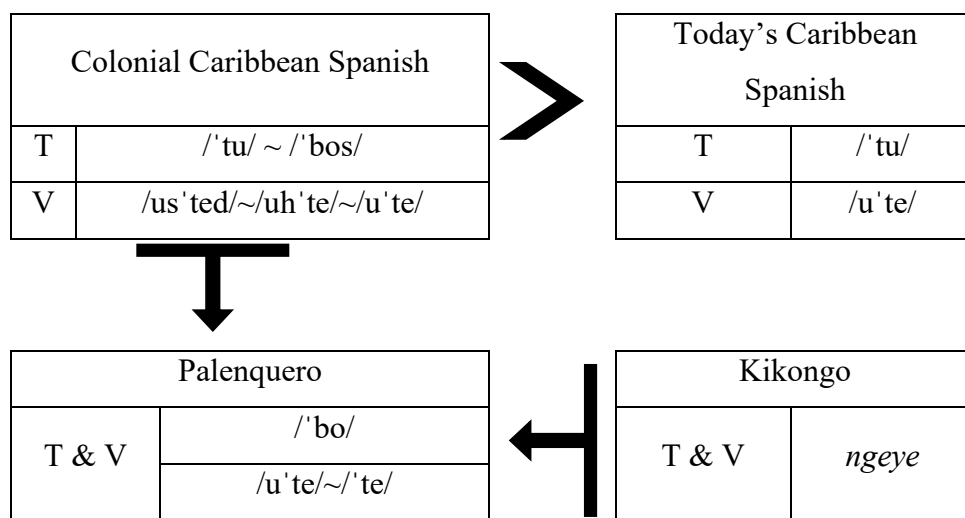 Colonial Caribbean Spanish
T /ˈtu/ ~ /ˈbos/
V /usˈted/~/uhˈte/~/uˈte/
Today’s Caribbean
Spanish
T /ˈtu/
V /uˈte/
Palenquero
T & V /ˈbo/
/uˈte/~/ˈte/
Kikongo
T & V ngeye